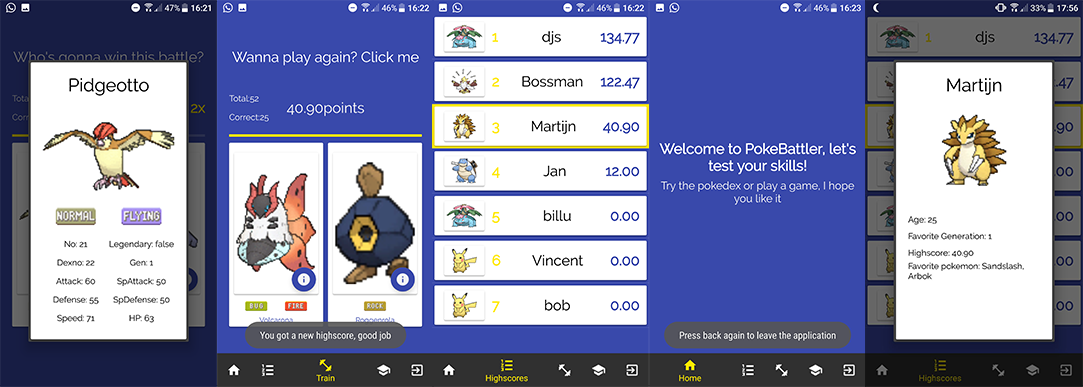 47% 16:21
Who's gonna win this battle?
2x
Pidgeotto
NORMAL FLYING
No: 21 Legendary: false
Dexno: 22 Gen: 1
Attack: 60 SpAttack: 50
Defense: 55 SpDefense: 50
Speed: 71 HP: 63
46% 16:22
Wanna play again? Click me
Total:52
Correct:25
40.90points
BUG FIRE
ROCK
Volcarona
Roggenrola
You got a new highscore, good job
Train
46% 16:22
1 djs 134.77
2 Bossman 122.47
3 Martijn 40.90
4 Jan 12.00
5 billu 0.00
6 Vincent 0.00
7 bob 0.00
Highscores
46% 16:23
Welcome to PokeBattler, let's
test your skills!
Try the pokedex or play a game, I hope
you like it
Press back again to leave the application
Home
33% 17:56
1 djs 134.77
Martijn
Age: 25
Favorite Generation: 1
Highscore: 40.90
Favorite pokemon: Sandslash,
Arbok
Highscores